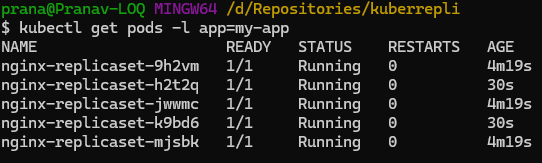 prana@Pranav-LOQ MINGW64 /d/Repositories/kuberrepli
$ kubectl get pods -l app=my-app
NAME READY STATUS RESTARTS AGE
nginx-replicaset-9h2vm 1/1 Running 0 4m19s
nginx-replicaset-h2t2q 1/1 Running 0 30s
nginx-replicaset-jwwmc 1/1 Running 0 4m19s
nginx-replicaset-k9bd6 1/1 Running 0 30s
nginx-replicaset-mjsbk 1/1 Running 0 4m19s